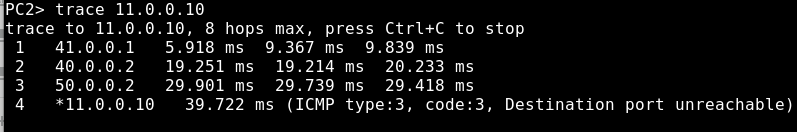 PC2> trace 11.0.0.10
trace to 11.0.0.10, 8 hops max, press Ctrl+C to stop
1 41.0.0.1 5.918 ms 9.367 ms 9.839 ms
2 40.0.0.2 19.251 ms 19.214 ms 20.233 ms
3 50.0.0.2 29.901 ms 29.739 ms 29.418 ms
4 *11.0.0.10 39.722 ms (ICMP type:3, code:3, Destination port unreachable)